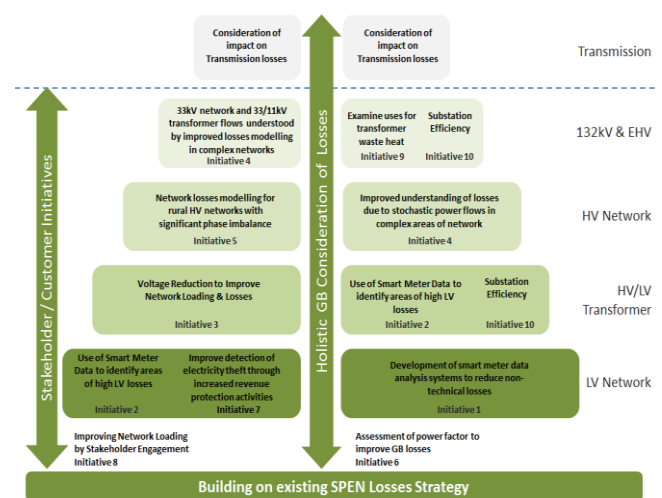 Consideration of
impact on
Transmission losses
Consideration of
impact on
Transmission losses
Transmission
33kV network and 33/11kV
transformer flows understood
by improved losses modelling
in complex networks
Initiative 4
Examine uses for
transformer
waste heat
Initiative 9
Substation
Efficiency
Initiative 10
132kV & EHV
Network losses modelling for
rural HV networks with
significant phase imbalance
Initiative 5
Improved understanding of losses
due to stochastic power flows in
complex areas of network
Initiative 4
HV Network
Voltage Reduction to Improve
Network Loading & Losses
Initiative 3
Use of Smart Meter Data to
identify areas of high LV
losses
Initiative 2
Substation
Efficiency
Initiative 10
HV/LV
Transformer
Use of Smart Meter
Data to identify areas
of high LV losses
Initiative 2
Improve detection of
electricity theft through
increased revenue
protection activities
Initiative 7
Development of smart meter data
analysis systems to reduce non-
technical losses
Initiative 1
LV Network
Improving Network Loading
by Stakeholder Engagement
Initiative 8
Assessment of power factor to
improve GB losses
Initiative 6
Stakeholder / Customer Initiatives
Holistic GB Consideration of Losses
Building on existing SPEN Losses Strategy